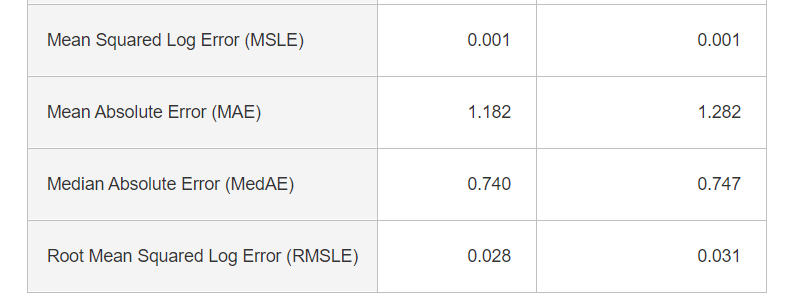 Mean Squared Log Error (MSLE) 0.001 0.001
Mean Absolute Error (MAE) 1.182 1.282
Median Absolute Error (MedAE) 0.740 0.747
Root Mean Squared Log Error (RMSLE) 0.028 0.031